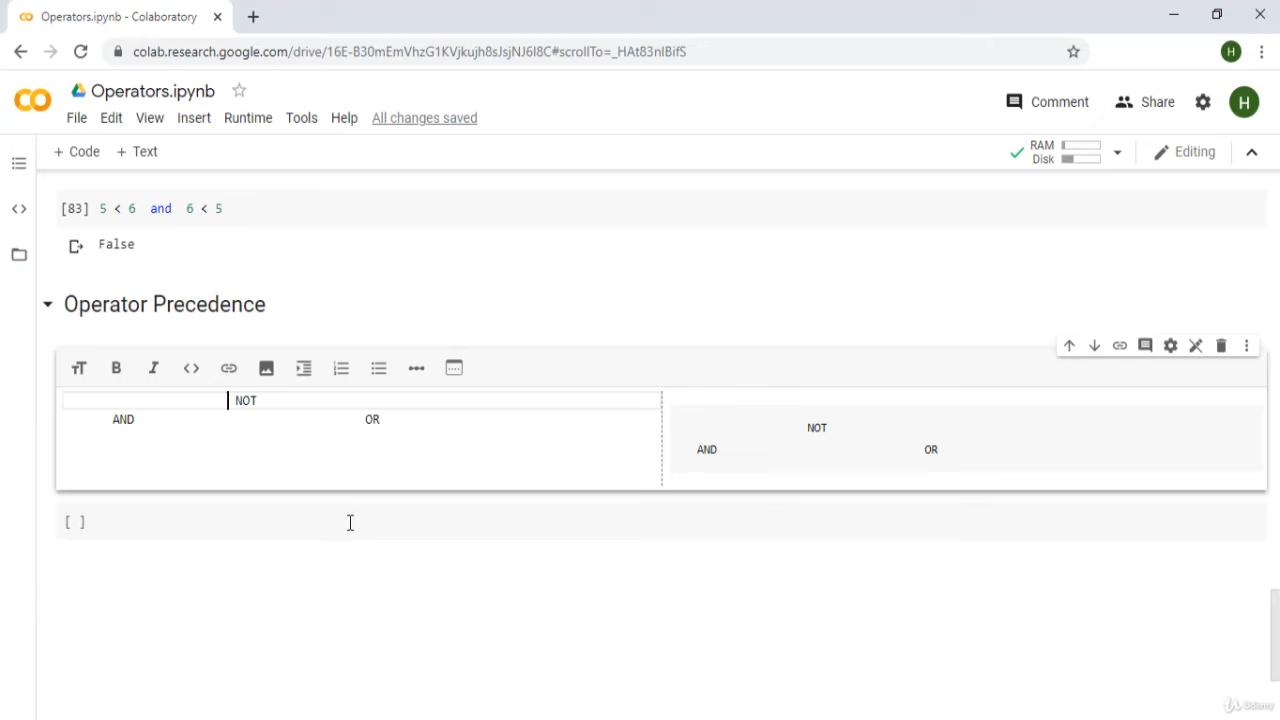 Operators.ipynb - Colaboratory
colab.research.google.com/drive/16E-B30mEmVhzG1KVjkujh8sJsjNJ6I8C#scrollTo=_HAt83nIBifS
H
CO Operators.ipynb
Comment Share H
File Edit View Insert Runtime Tools Help All changes saved
+ Code + Text
RAM
Disk
Editing
[83] 5 < 6 and 6 < 5
False
Operator Precedence
NOT
AND OR
NOT
AND OR
[ ]
Udemy